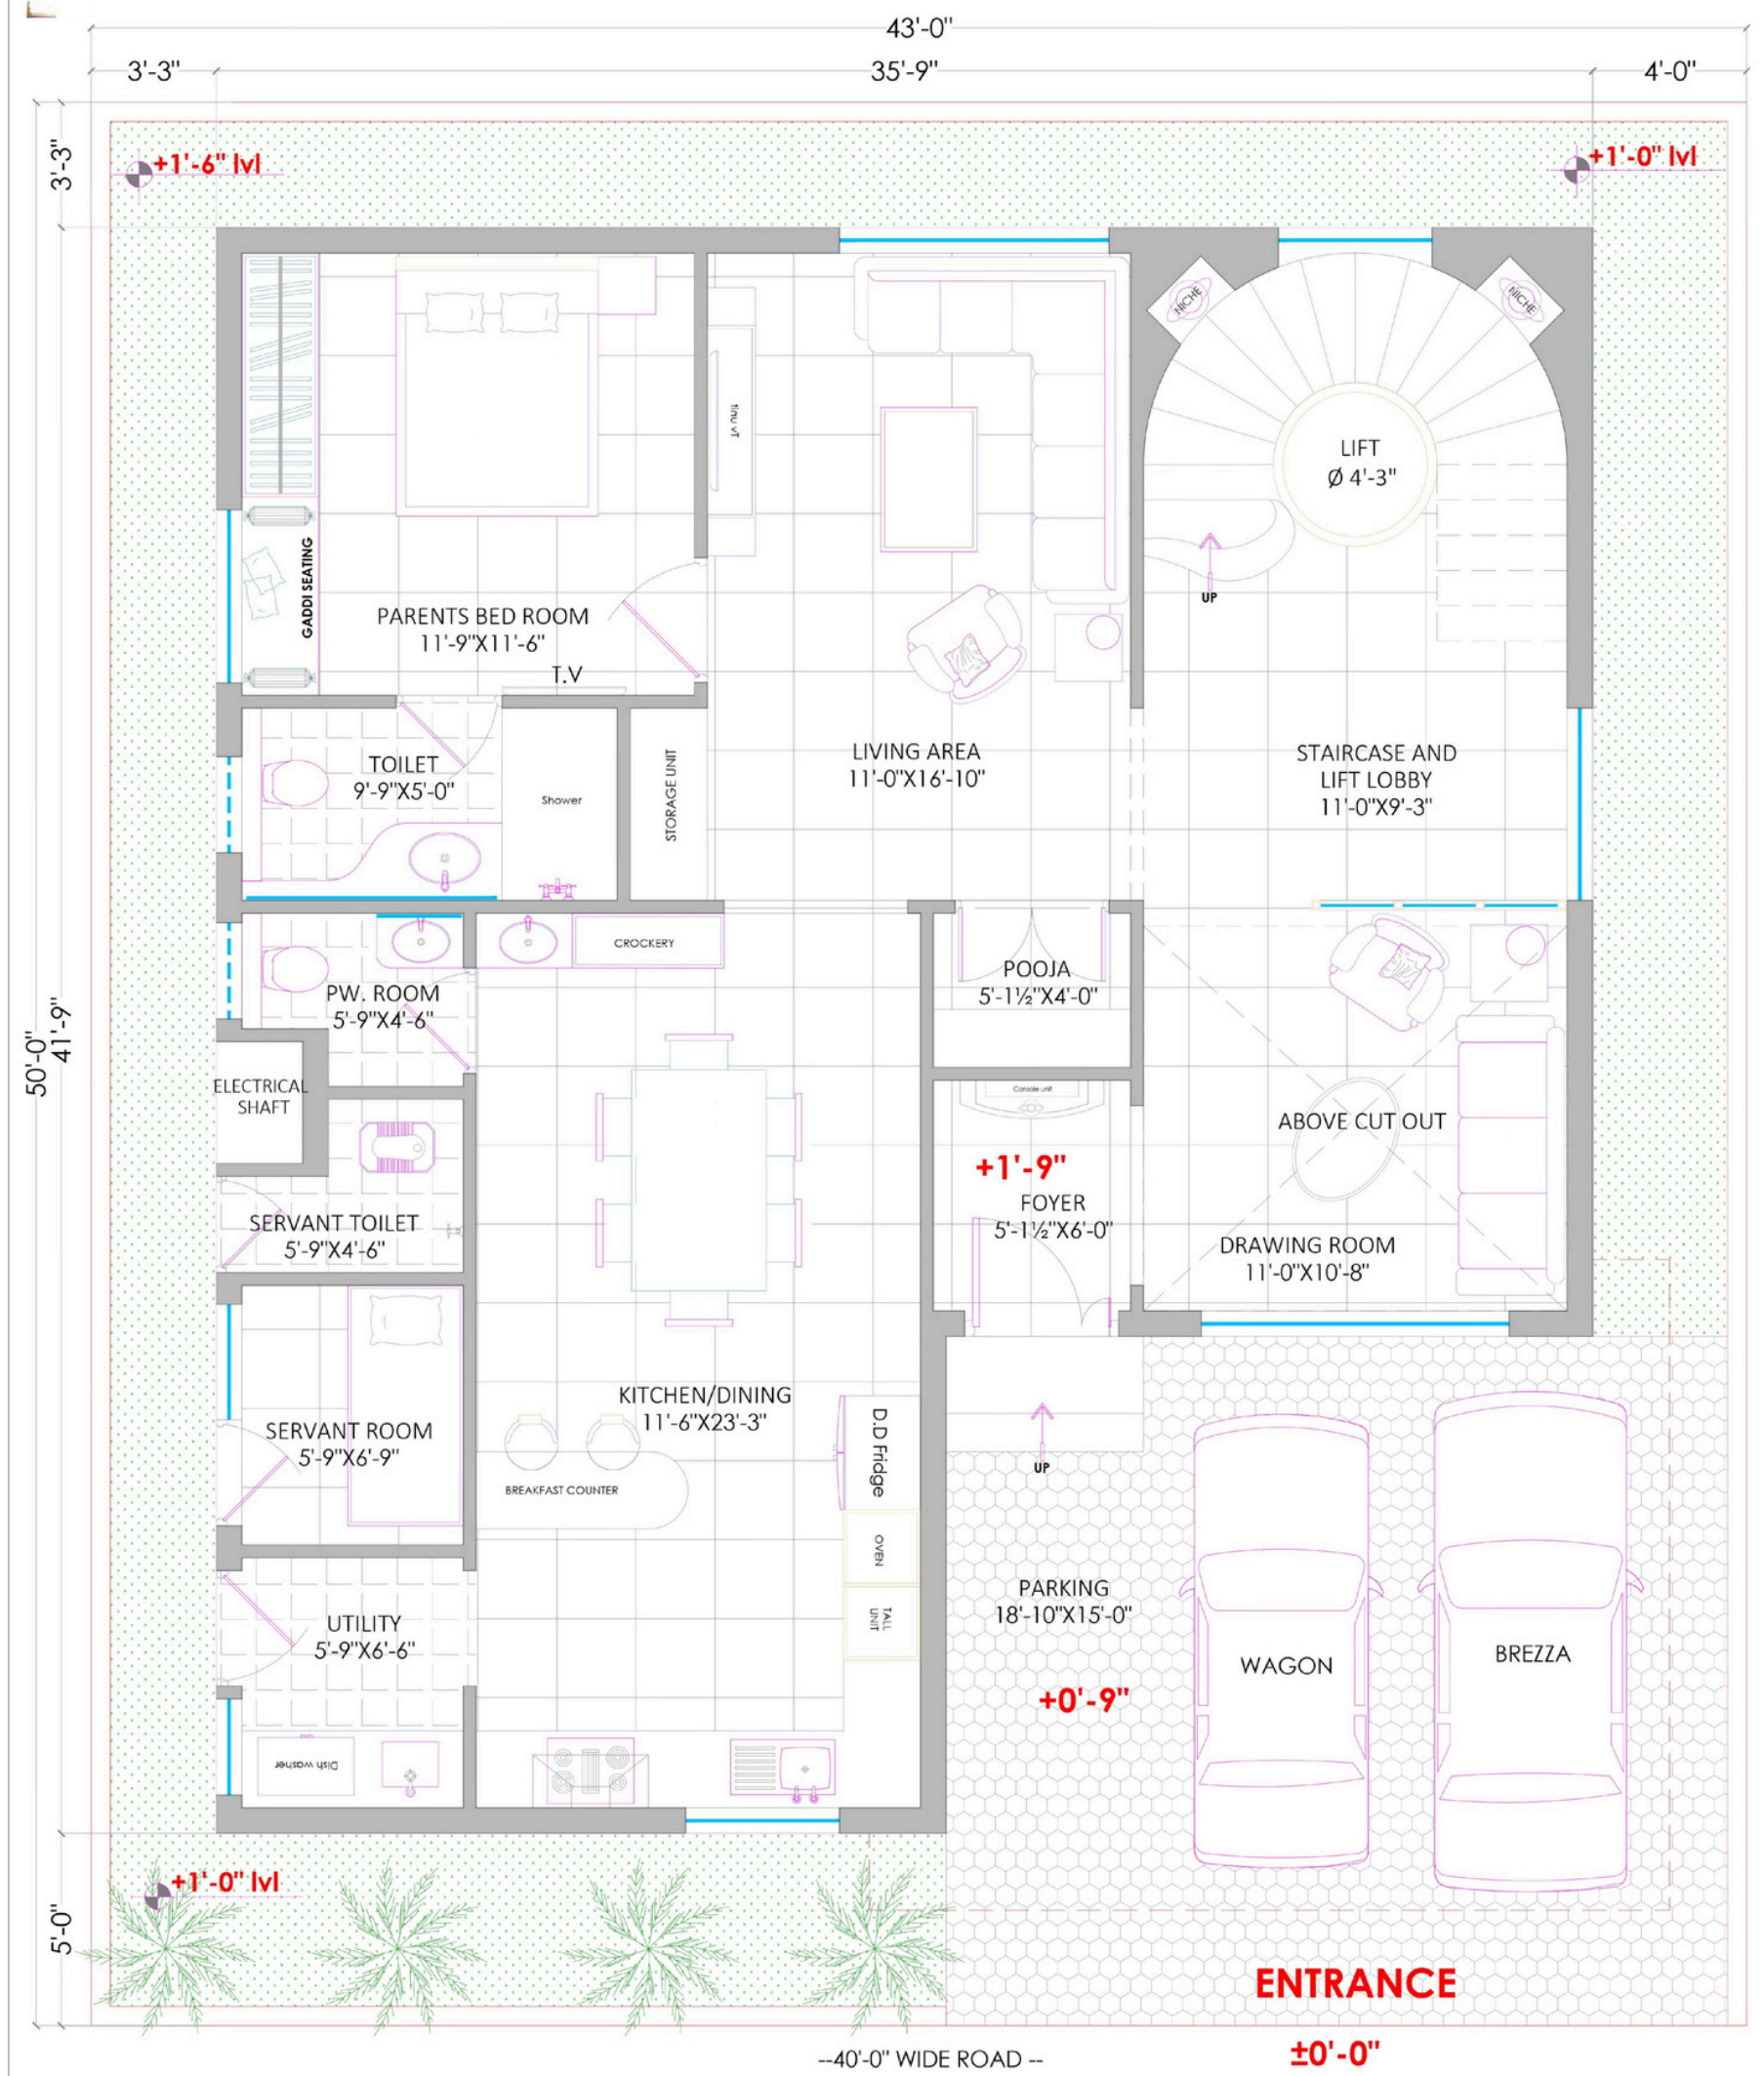 43'-0"
3'-3"
35'-9"
4'-0"
3'-3"
+1'-6" lvl
+1'-0" lvl
NICHE
NICHE
LIFT
Ø 4'-3"
tinu vT
GADDI SEATING
UP
PARENTS BED ROOM
11'-9"X11'-6"
T.V
TOILET
9'-9"X5'-0"
Shower
STORAGE UNIT
LIVING AREA
11'-0"X16'-10"
STAIRCASE AND
LIFT LOBBY
11'-0"X9'-3"
CROCKERY
POOJA
5'-1½"X4'-0"
PW. ROOM
5'-9"X4'-6"
50'-0"
41'-9"
ELECTRICAL
SHAFT
Console unit
ABOVE CUT OUT
+1'-9"
FOYER
5'-1½"X6'-0"
SERVANT TOILET
5'-9"X4'-6"
DRAWING ROOM
11'-0"X10'-8"
KITCHEN/DINING
11'-6"X23'-3"
D.D Fridge
SERVANT ROOM
5'-9"X6'-9"
UP
BREAKFAST COUNTER
OVEN
TALL
UNIT
PARKING
18'-10"X15'-0"
UTILITY
5'-9"X6'-6"
WAGON
BREZZA
+0'-9"
Dish washer
+1'-0" lvl
5'-0"
ENTRANCE
--40'-0" WIDE ROAD --
±0'-0"